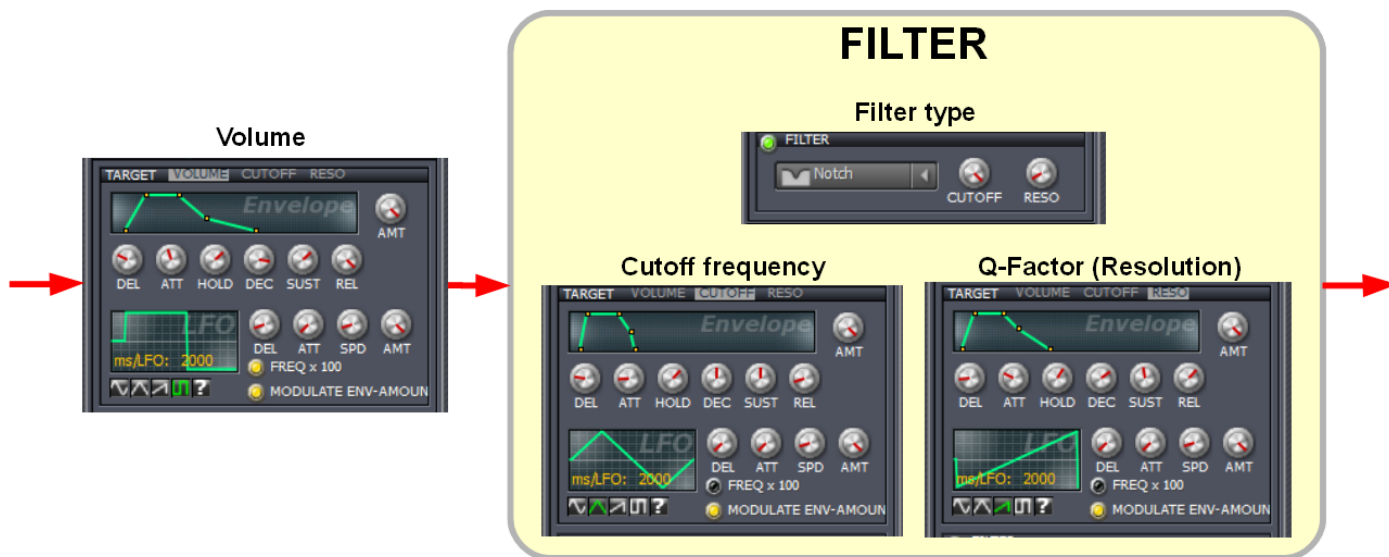 FILTER
Filter type
FILTER
Notch
CUTOFF RESO
Volume
TARGET VOLUME CUTOFF RESO
Envelope
AMT
DEL ATT HOLD DEC SUST REL
LFO
ms/LFO: 2000
DEL ATT SPD AMT
FREQ x 100
MODULATE ENV-AMOUN
Cutoff frequency
TARGET VOLUME CUTOFF RESO
Envelope
AMT
DEL ATT HOLD DEC SUST REL
LFO
ms/LFO: 2000
DEL ATT SPD AMT
FREQ x 100
MODULATE ENV-AMOUN
Q-Factor (Resolution)
TARGET VOLUME CUTOFF RESO
Envelope
AMT
DEL ATT HOLD DEC SUST REL
LFO
ms/LFO: 2000
DEL ATT SPD AMT
FREQ x 100
MODULATE ENV-AMOUN